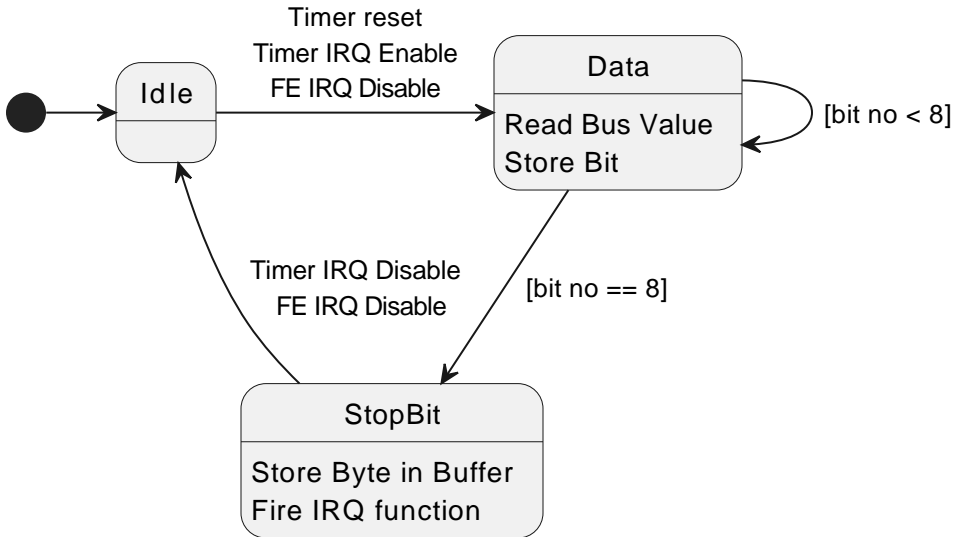 Timer reset
Timer IRQ Enable
FE IRQ Disable
Idle
Data
Read Bus Value
Store Bit
[bit no < 8]
Timer IRQ Disable
FE IRQ Disable
[bit no == 8]
StopBit
Store Byte in Buffer
Fire IRQ function